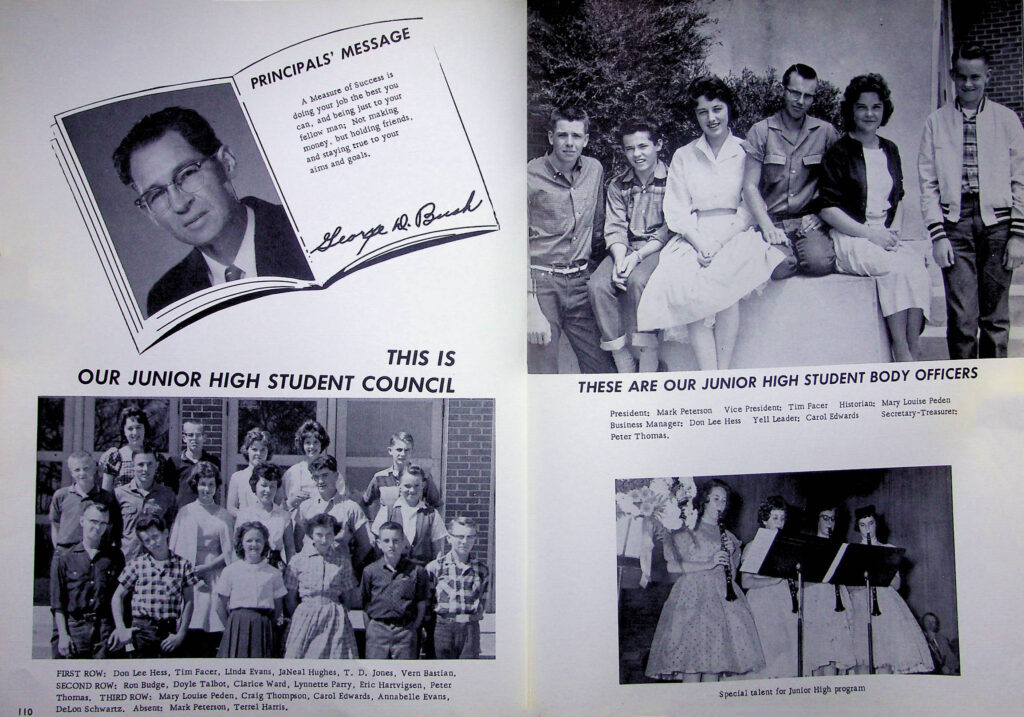 PRINCIPALS' MESSAGE
A Measure of Success is
doing your job the best you
can, and being just to your
fellow man; Not making
money, but holding friends,
and staying true to your
aims and goals.
George D. Bush
THIS IS
OUR JUNIOR HIGH STUDENT COUNCIL
FIRST ROW: Don Lee Hess, Tim Facer, Linda Evans, JaNeal Hughes, T. D. Jones, Vern Bastian.
SECOND ROW: Ron Budge, Doyle Talbot, Clarice Ward, Lynnette Parry, Eric Hartvigsen, Peter
Thomas. THIRD ROW: Mary Louise Peden, Craig Thompson, Carol Edwards, Annabelle Evans,
DeLon Schwartz. Absent: Mark Peterson, Terrel Harris.
110
THESE ARE OUR JUNIOR HIGH STUDENT BODY OFFICERS
President: Mark Peterson Vice President: Tim Facer Historian: Mary Louise Peden
Business Manager: Don Lee Hess Yell Leader: Carol Edwards Secretary-Treasurer:
Peter Thomas.
Special talent for Junior High program